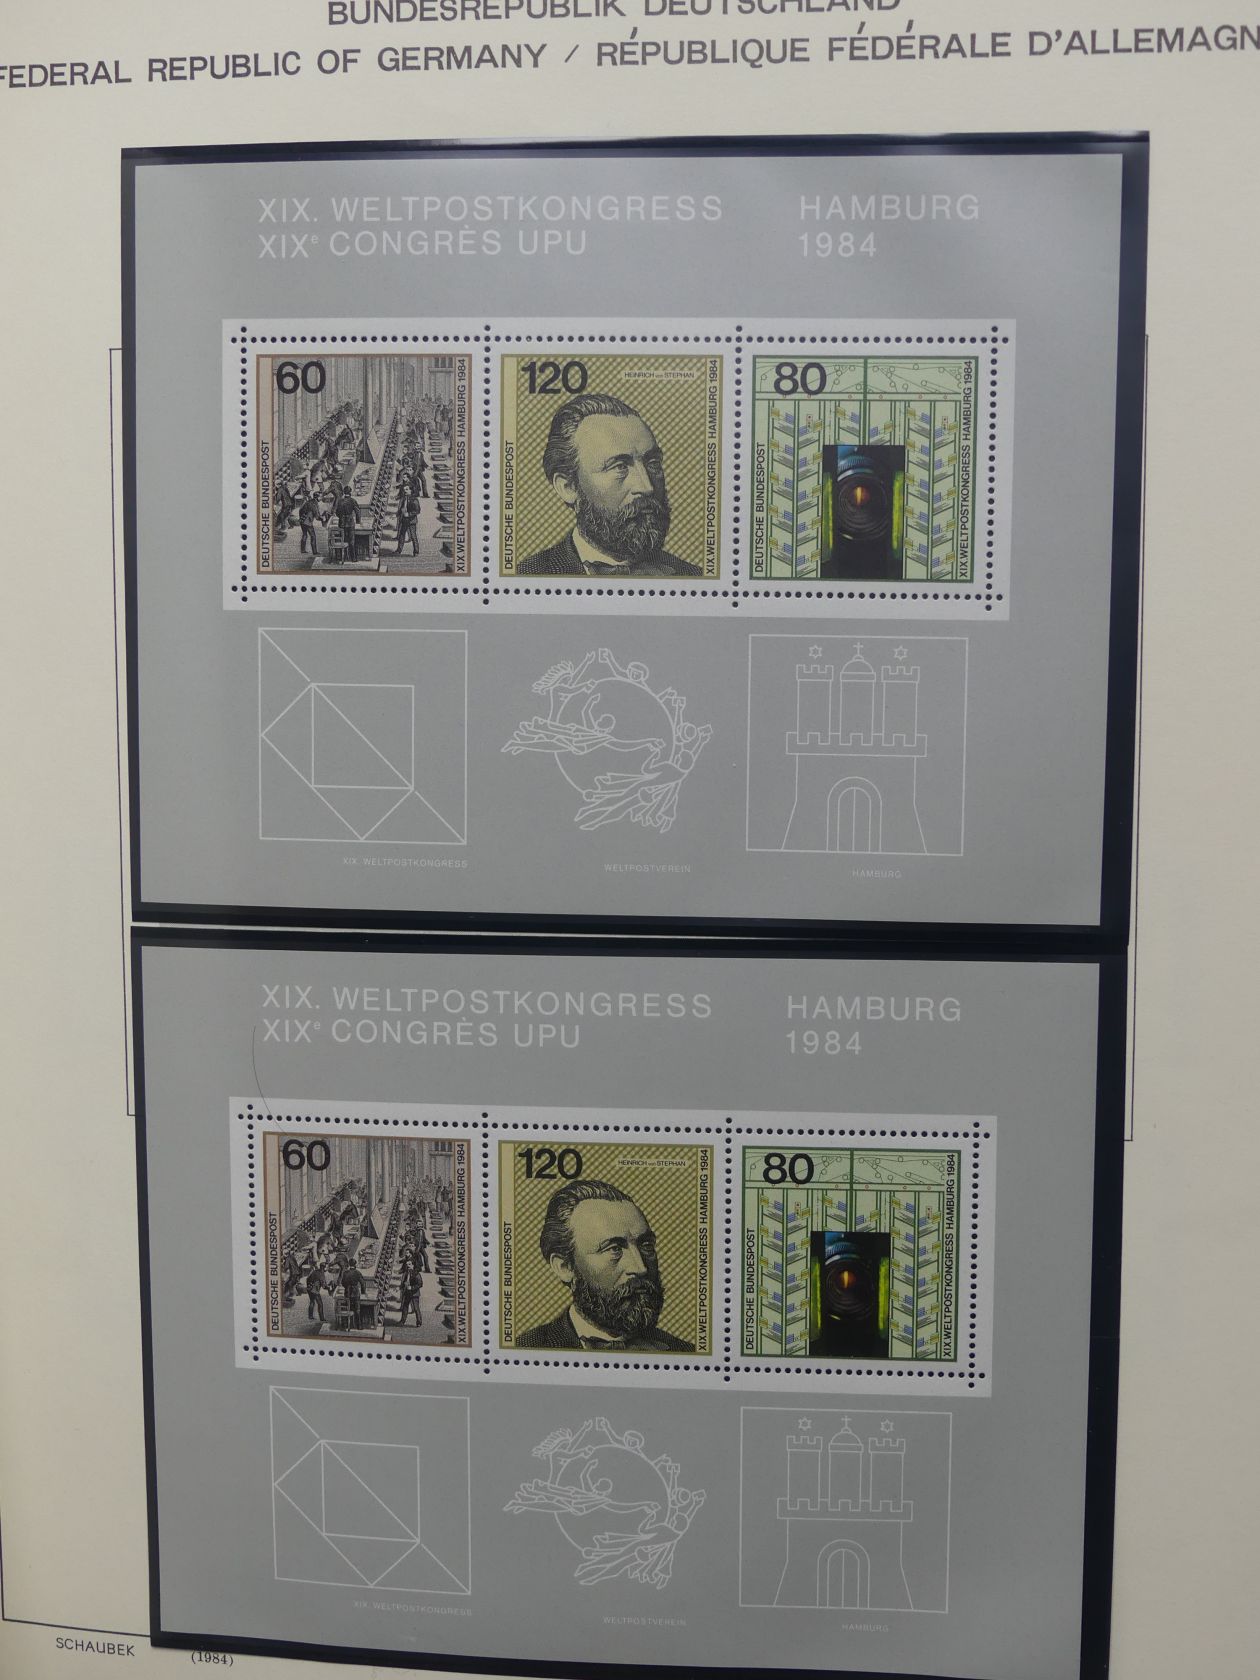 BUNDESREPUBLIK DEUTSCHLAND
FEDERAL REPUBLIC OF GERMANY / RÉPUBLIQUE FÉDÉRALE D'ALLEMAGN
XIX. WELTPOSTKONGRESS HAMBURG
XIXe CONGRÈS UPU 1984
60
DEUTSCHE BUNDESPOST
XIX.WELTPOSTKONGRESS HAMBURG 1984
120
HEINRICH von STEPHAN
DEUTSCHE BUNDESPOST
XIX.WELTPOSTKONGRESS HAMBURG 1984
80
DEUTSCHE BUNDESPOST
XIX.WELTPOSTKONGRESS HAMBURG 1984
XIX. WELTPOSTKONGRESS
WELTPOSTVEREIN
HAMBURG
XIX. WELTPOSTKONGRESS HAMBURG
XIXe CONGRÈS UPU 1984
60
DEUTSCHE BUNDESPOST
XIX.WELTPOSTKONGRESS HAMBURG 1984
120
HEINRICH von STEPHAN
DEUTSCHE BUNDESPOST
XIX.WELTPOSTKONGRESS HAMBURG 1984
80
DEUTSCHE BUNDESPOST
XIX.WELTPOSTKONGRESS HAMBURG 1984
XIX. WELTPOSTKONGRESS
WELTPOSTVEREIN
HAMBURG
SCHAUBEK (1984)